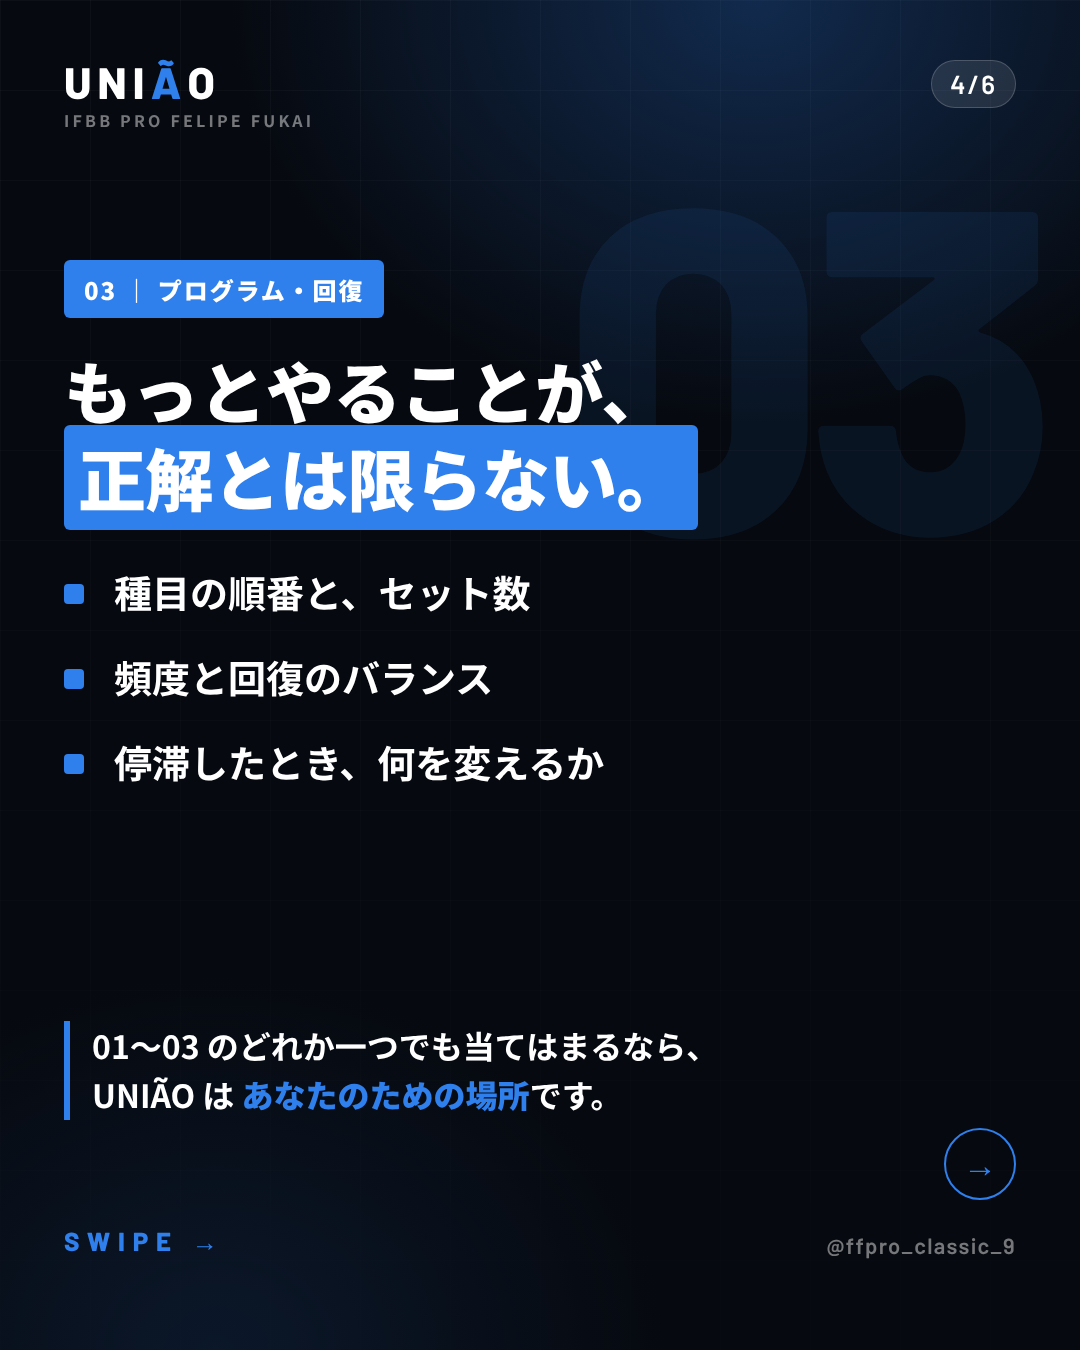 UNIÃO
4/6
IFBB PRO FELIPE FUKAI
03
03 | プログラム・回復
もっとやることが、
正解とは限らない。
種目の順番と、セット数
頻度と回復のバランス
停滞したとき、何を変えるか
01〜03 のどれか一つでも当てはまるなら、
UNIÃO は あなたのための場所です。
→
SWIPE →
@ffpro_classic_9